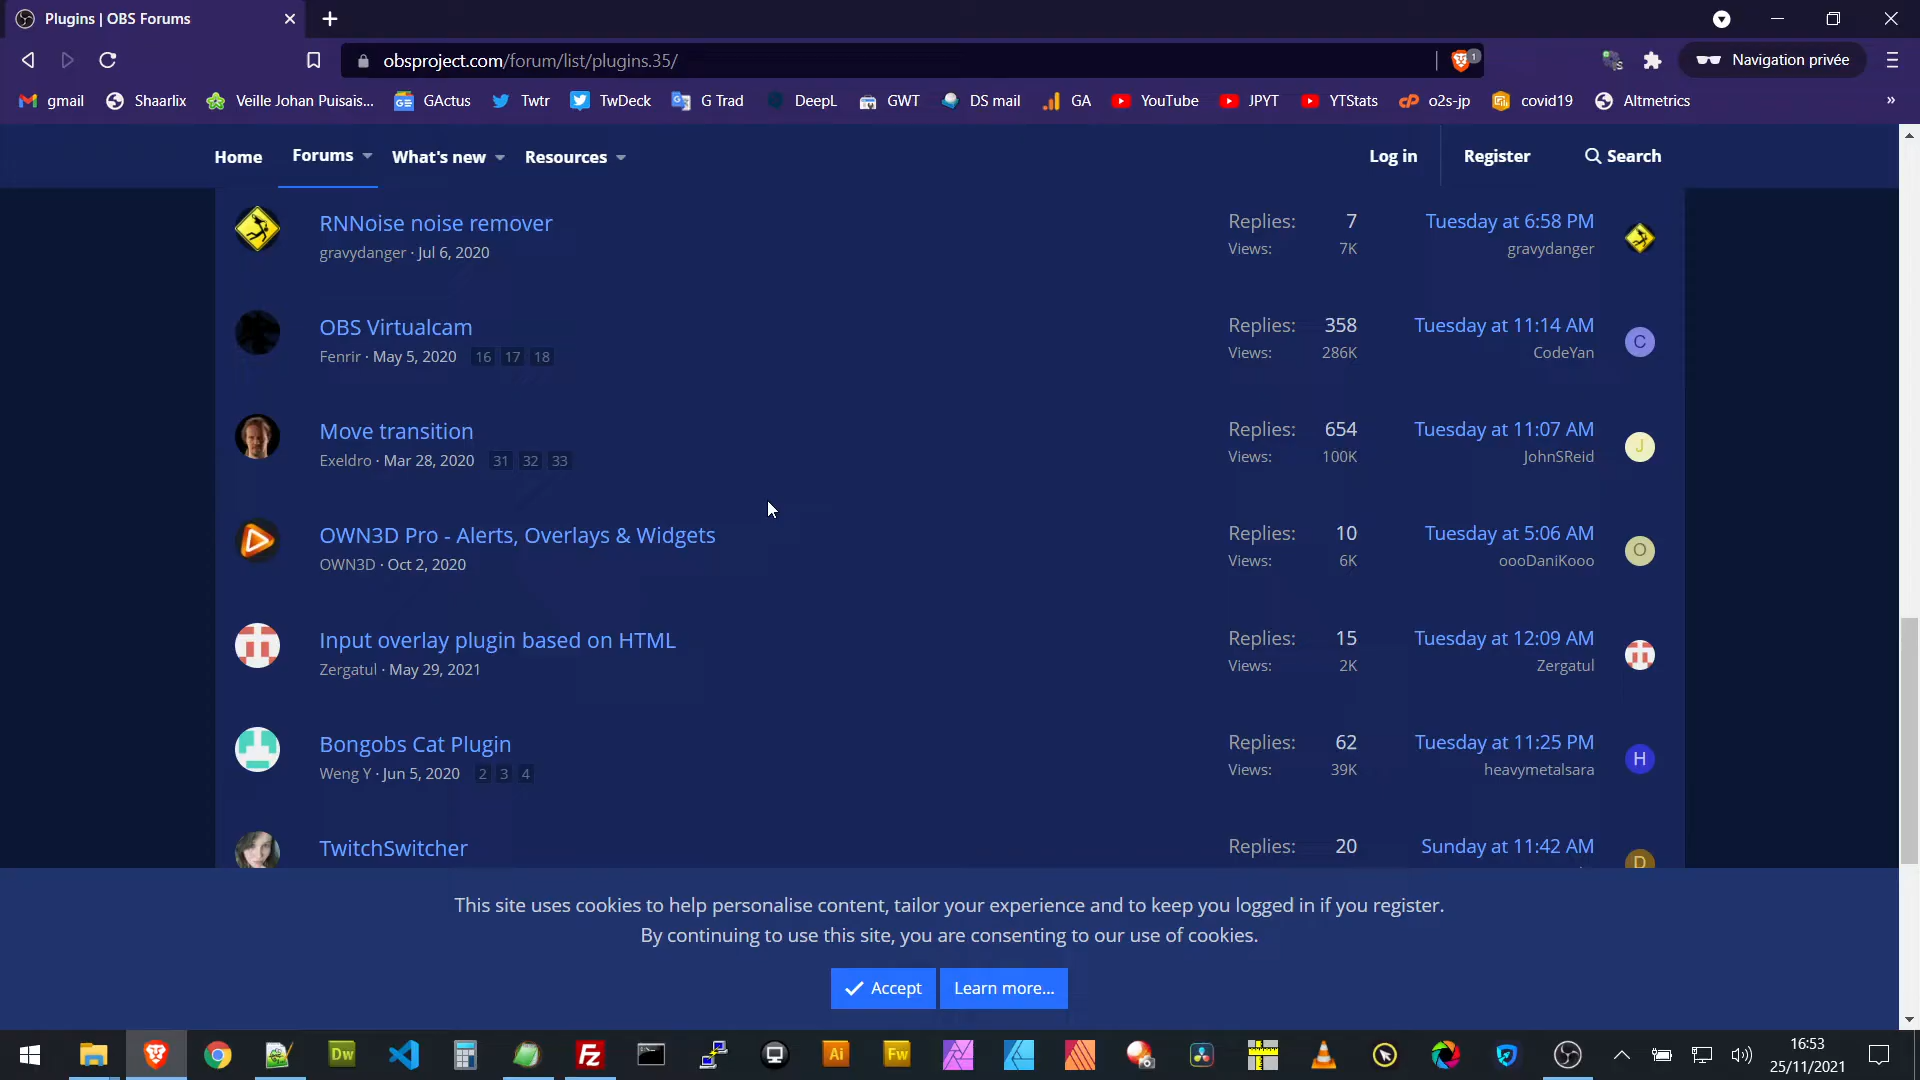 Plugins | OBS Forums
obsproject.com/forum/list/plugins.35/
1
Navigation privée
gmail
Shaarlix
Veille Johan Puisais...
GActus
Twtr
TwDeck
G Trad
DeepL
GWT
DS mail
GA
YouTube
JPYT
YTStats
o2s-jp
covid19
Altmetrics
»
Home
Forums
What's new
Resources
Log in
Register
Search
RNNoise noise remover
gravydanger · Jul 6, 2020
Replies: 7
Views: 7K
Tuesday at 6:58 PM
gravydanger
OBS Virtualcam
Fenrir · May 5, 2020 16 17 18
Replies: 358
Views: 286K
Tuesday at 11:14 AM
CodeYan
C
Move transition
Exeldro · Mar 28, 2020 31 32 33
Replies: 654
Views: 100K
Tuesday at 11:07 AM
JohnSReid
J
OWN3D Pro - Alerts, Overlays & Widgets
OWN3D · Oct 2, 2020
Replies: 10
Views: 6K
Tuesday at 5:06 AM
oooDaniKooo
O
Input overlay plugin based on HTML
Zergatul · May 29, 2021
Replies: 15
Views: 2K
Tuesday at 12:09 AM
Zergatul
Bongobs Cat Plugin
Weng Y · Jun 5, 2020 2 3 4
Replies: 62
Views: 39K
Tuesday at 11:25 PM
heavymetalsara
H
TwitchSwitcher
Replies: 20
Sunday at 11:42 AM
D
This site uses cookies to help personalise content, tailor your experience and to keep you logged in if you register.
By continuing to use this site, you are consenting to our use of cookies.
Accept
Learn more...
Dw
Fz
Ai
Fw
16:53
25/11/2021